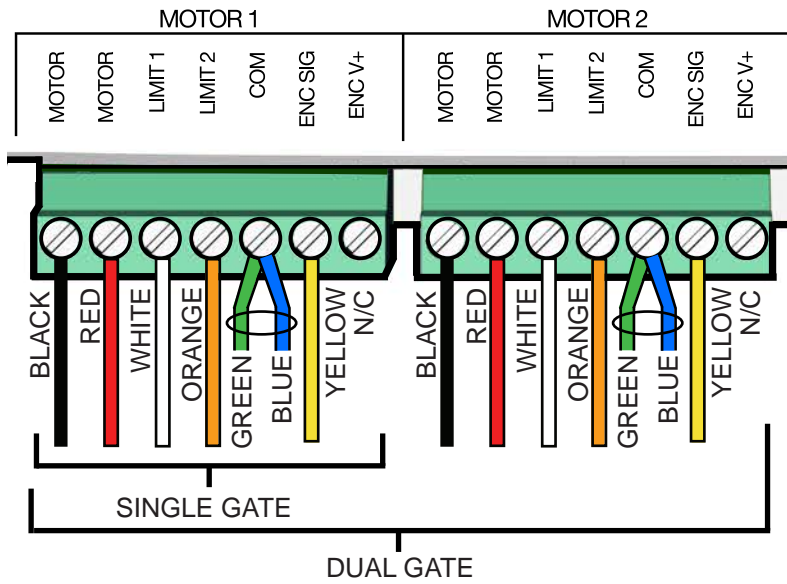 MOTOR 1
MOTOR 2
MOTOR
MOTOR
LIMIT 1
LIMIT 2
COM
ENC SIG
ENC V+
MOTOR
MOTOR
LIMIT 1
LIMIT 2
COM
ENC SIG
ENC V+
BLACK
RED
WHITE
ORANGE
GREEN
BLUE
YELLOW
N/C
BLACK
RED
WHITE
ORANGE
GREEN
BLUE
YELLOW
N/C
SINGLE GATE
DUAL GATE